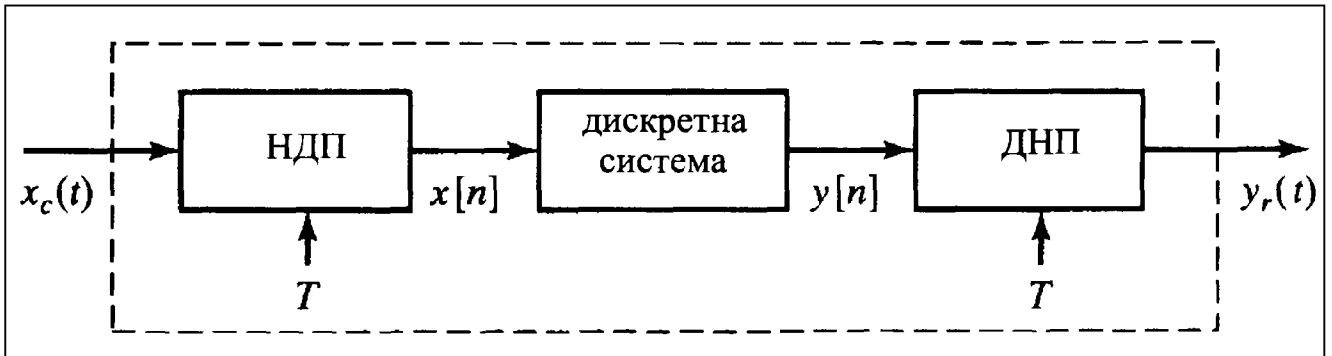 НДП
дискретна
система
ДНП
x_c(t)
x[n]
y[n]
y_r(t)
T
T